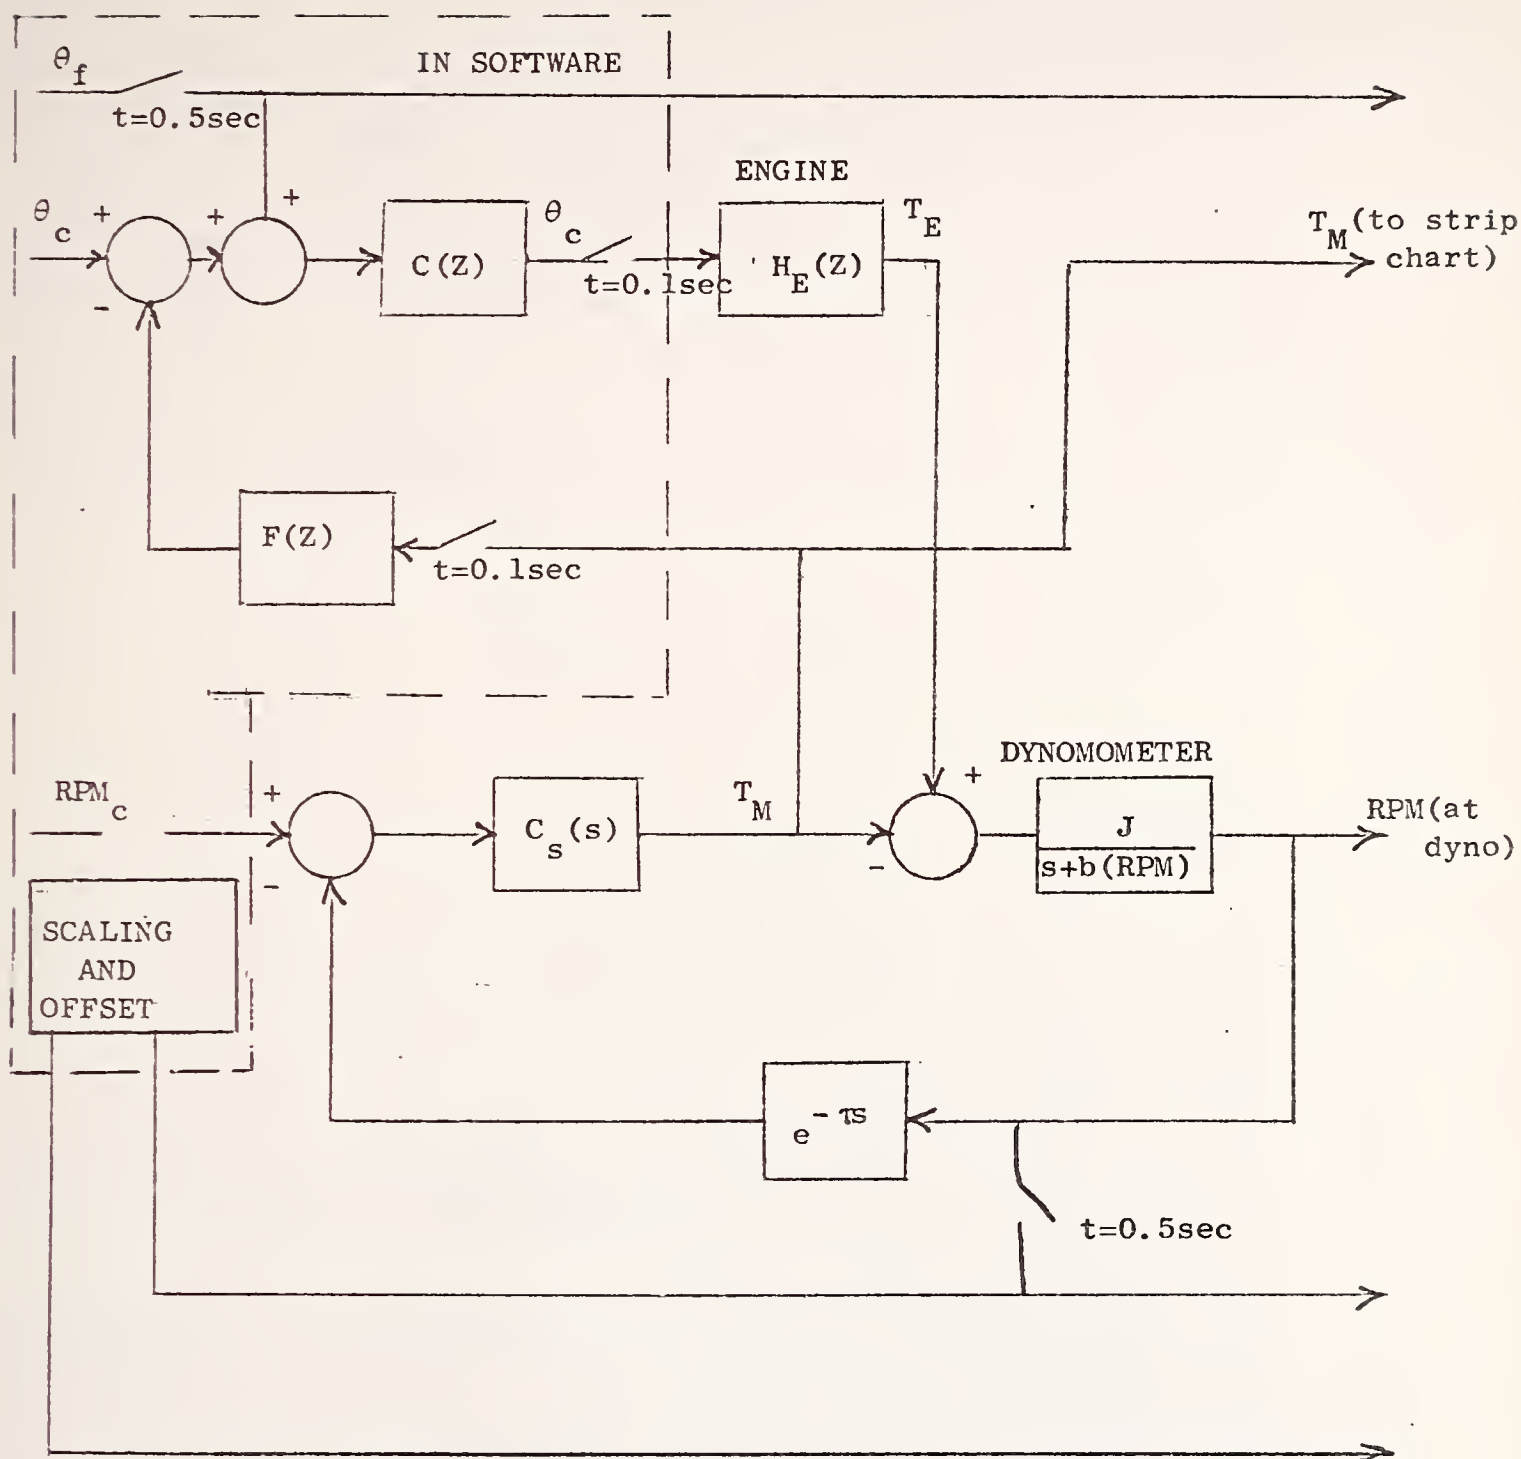 θf
IN SOFTWARE
t=0.5sec
+
ENGINE
θc
+
+
C(Z)
θc
t=0.1sec
HE(Z)
TE
TM(to strip
chart)
-
F(Z)
t=0.1sec
DYNOMOMETER
RPMc
+
Cs(s)
TM
+
J
s+b(RPM)
RPM(at
dyno)
-
-
SCALING
AND
OFFSET
e-τs
t=0.5sec